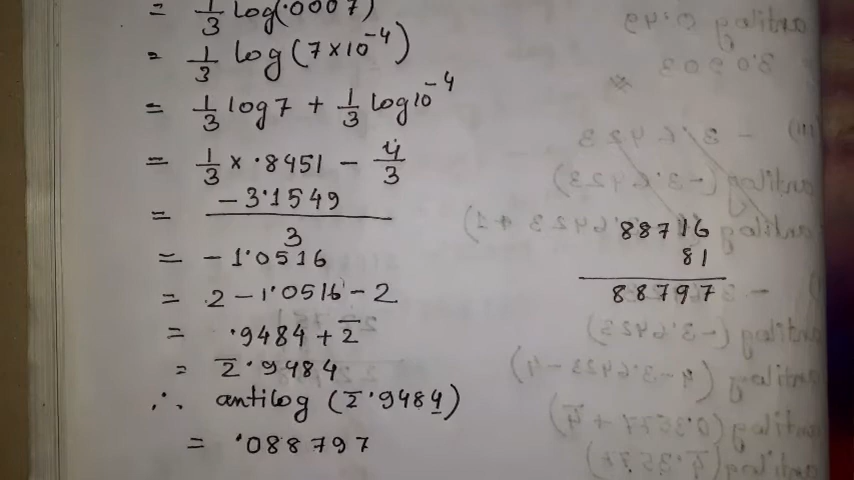 = 1/3 log(·0007)
= 1/3 log(7×10⁻⁴)
= 1/3 log7 + 1/3 log10⁻⁴
= 1/3 × ·8451 − 4/3
= −3·1549/3
= −1·0516
= 2−1·0516−2
= ·9484 + 2̅
= 2̅·9484
∴ antilog (2̅·9484)
= ·088797
88716
81
88797